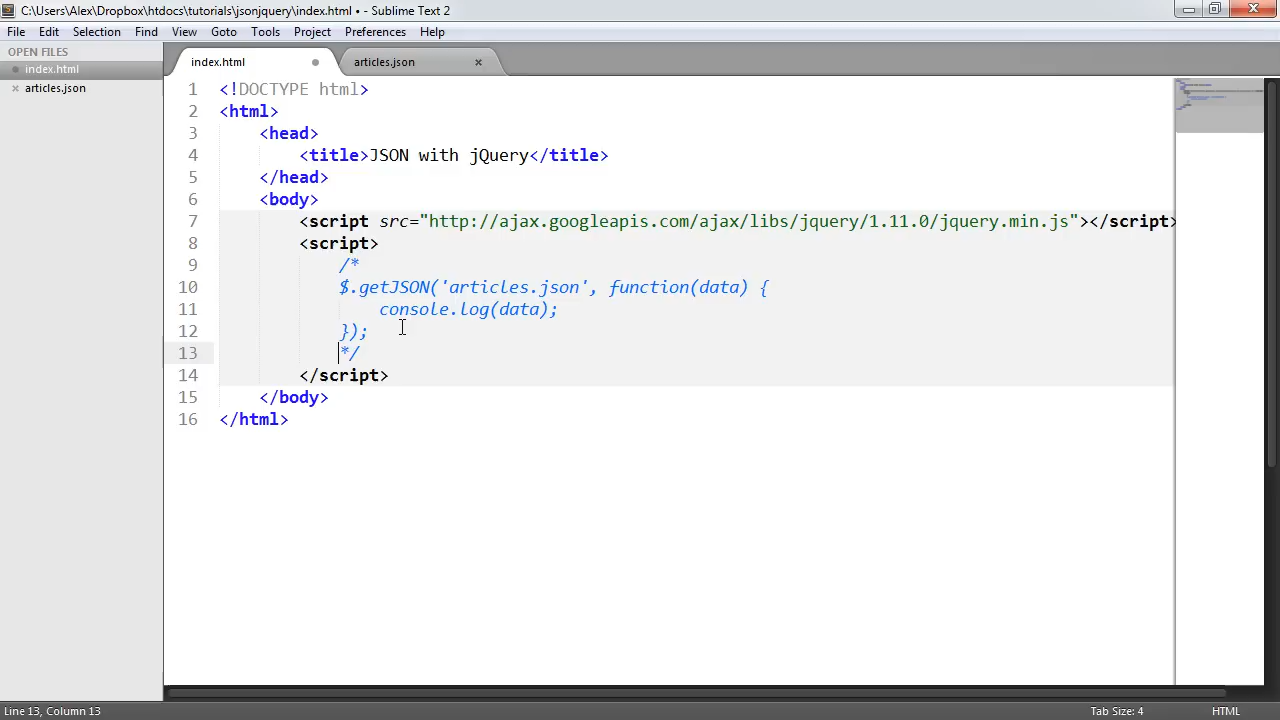 C:\Users\Alex\Dropbox\htdocs\tutorials\jsonjquery\index.html • - Sublime Text 2
File Edit Selection Find View Goto Tools Project Preferences Help
OPEN FILES
index.html
articles.json
index.html articles.json
1 <!DOCTYPE html>
2 <html>
3 <head>
4 <title>JSON with jQuery</title>
5 </head>
6 <body>
7 <script src="http://ajax.googleapis.com/ajax/libs/jquery/1.11.0/jquery.min.js"></script>
8 <script>
9 /*
10 $.getJSON('articles.json', function(data) {
11 console.log(data);
12 });
13 */
14 </script>
15 </body>
16 </html>
Line 13, Column 13
Tab Size: 4
HTML